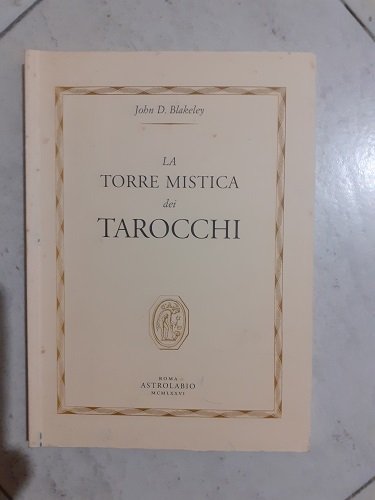 John D. Blakeley
LA
TORRE MISTICA
dei
TAROCCHI
ROMA
ASTROLABIO
MCMLXXVI